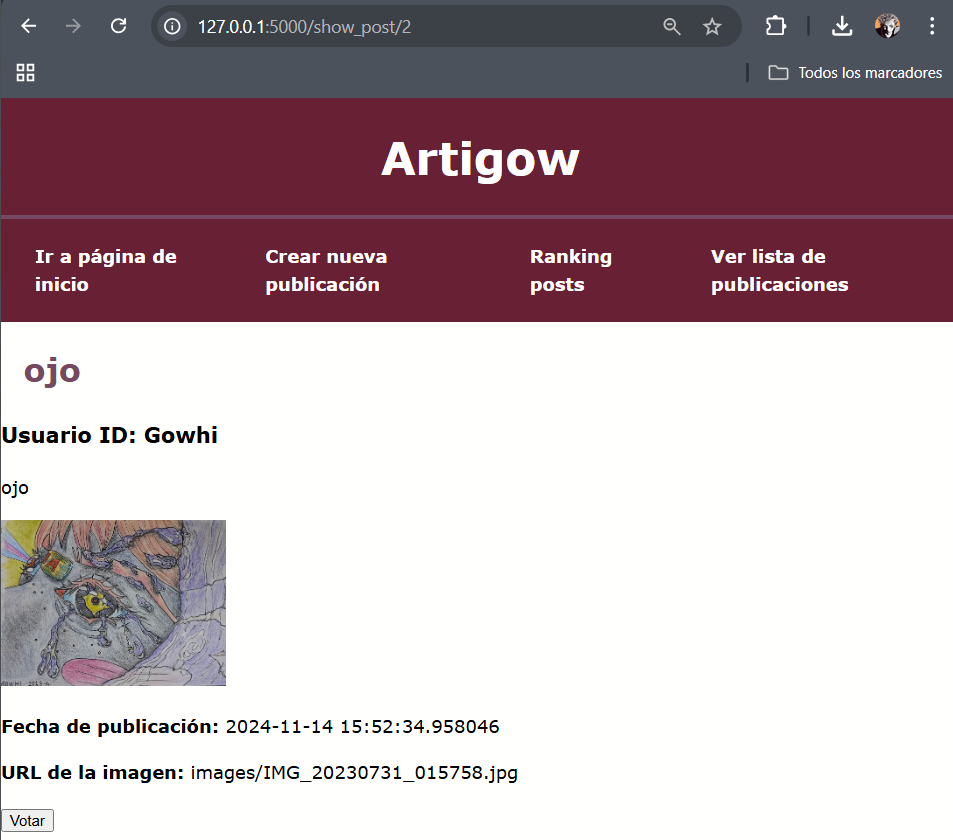 127.0.0.1:5000/show_post/2
Todos los marcadores
Artigow
Ir a página de
inicio
Crear nueva
publicación
Ranking
posts
Ver lista de
publicaciones
ojo
Usuario ID: Gowhi
ojo
Fecha de publicación: 2024-11-14 15:52:34.958046
URL de la imagen: images/IMG_20230731_015758.jpg
Votar